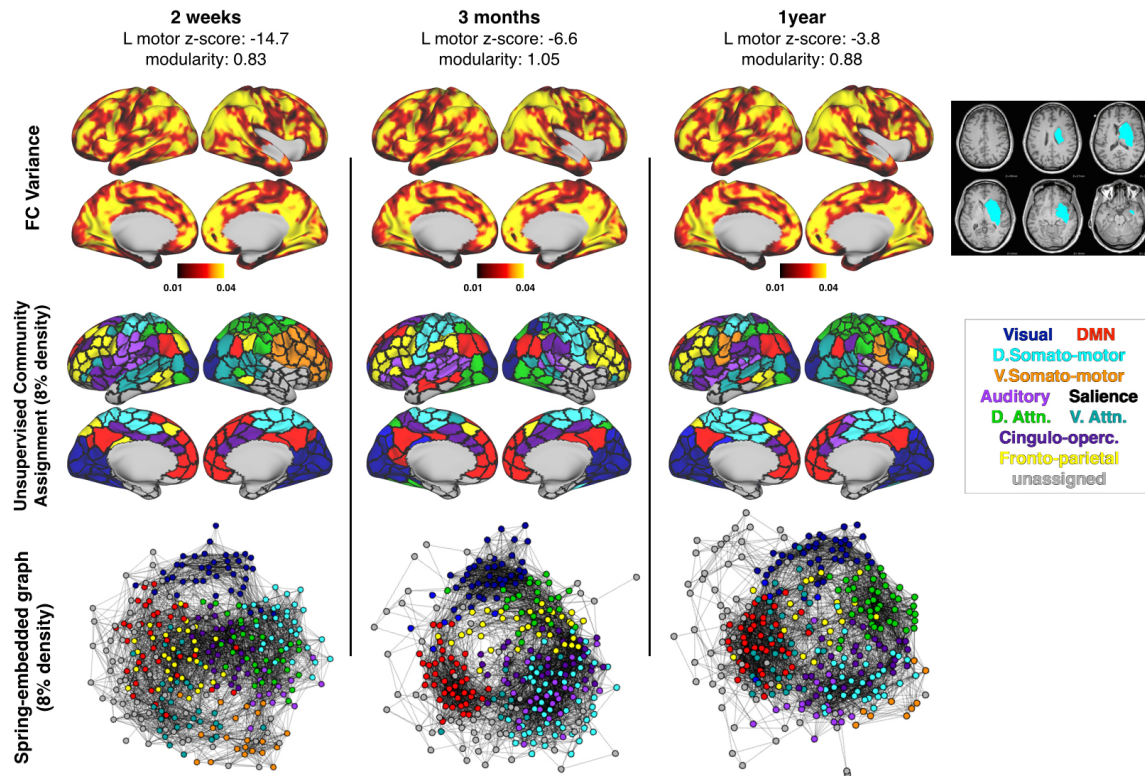 2 weeks
L motor z-score: -14.7
modularity: 0.83
3 months
L motor z-score: -6.6
modularity: 1.05
1year
L motor z-score: -3.8
modularity: 0.88
FC Variance
0.01 0.04
0.01 0.04
0.01 0.04
Unsupervised Community
Assignment (8% density)
Visual DMN
D.Somato-motor
V.Somato-motor
Auditory Salience
D. Attn. V. Attn.
Cingulo-operc.
Fronto-parietal
unassigned
Spring-embedded graph
(8% density)